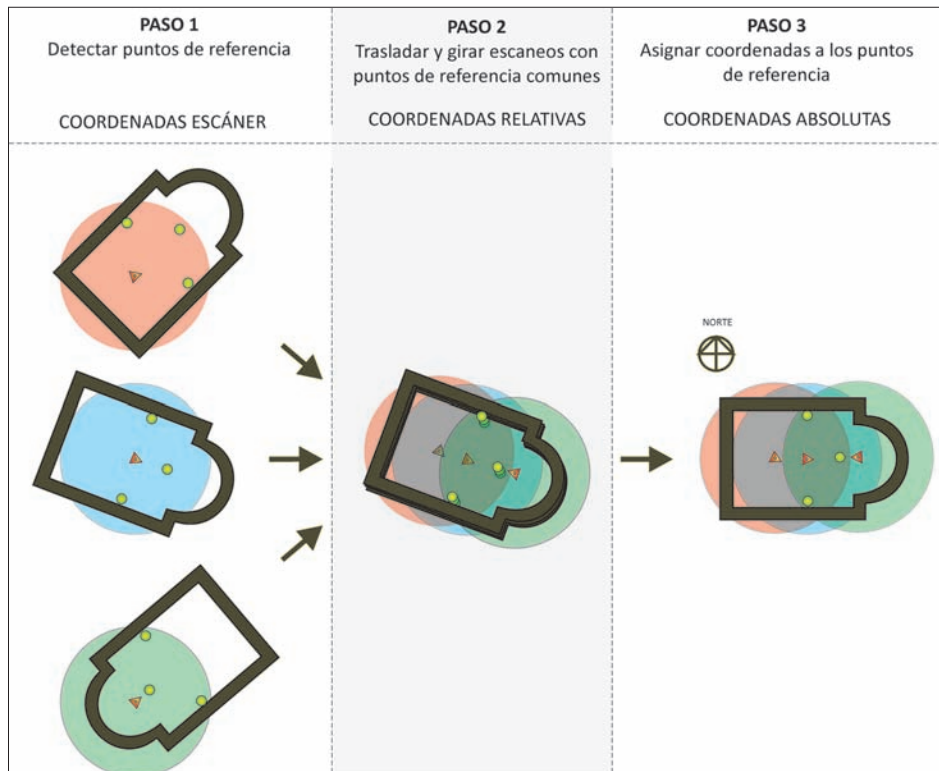 PASO 1
Detectar puntos de referencia
COORDENADAS ESCÁNER
PASO 2
Trasladar y girar escaneos con
puntos de referencia comunes
COORDENADAS RELATIVAS
PASO 3
Asignar coordenadas a los puntos
de referencia
COORDENADAS ABSOLUTAS
NORTE